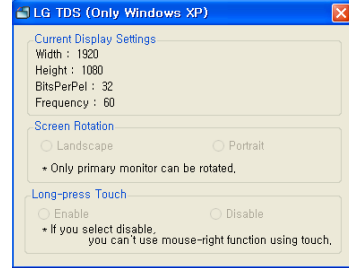 LG TDS (Only Windows XP)
Current Display Settings
Width : 1920
Height : 1080
BitsPerPel : 32
Frequency : 60
Screen Rotation
Landscape Portrait
* Only primary monitor can be rotated.
Long-press Touch
Enable Disable
* If you select disable,
you can't use mouse-right function using touch.